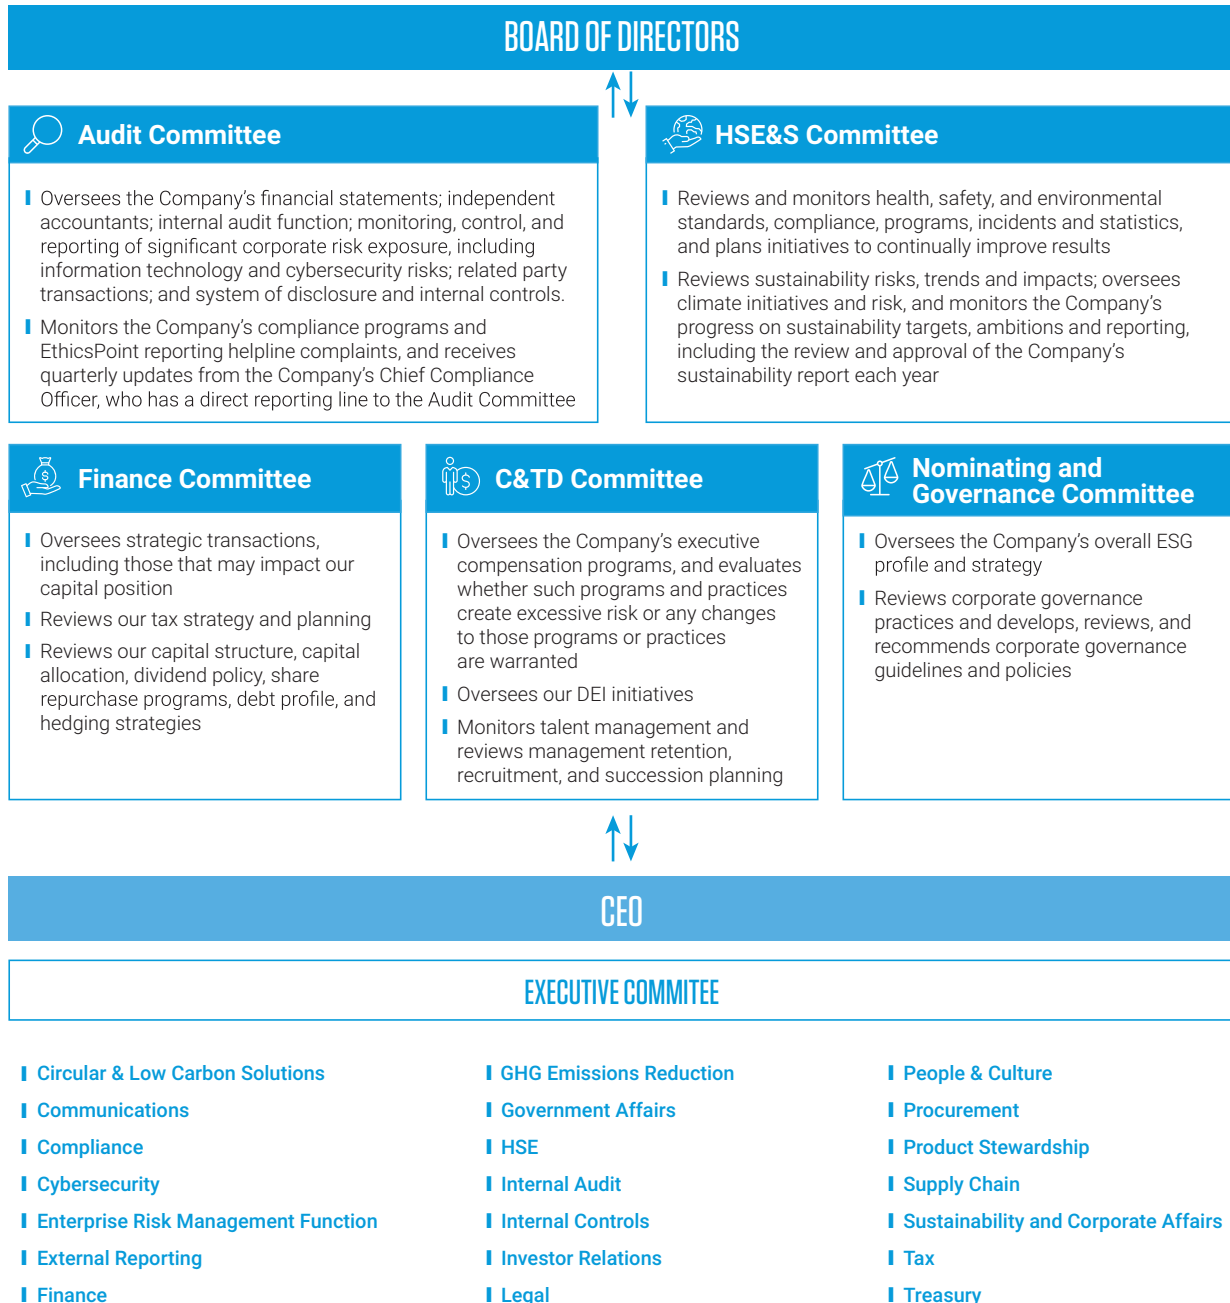 BOARD OF DIRECTORS
Audit Committee
Oversees the Company's financial statements; independent
accountants; internal audit function; monitoring, control, and
reporting of significant corporate risk exposure, including
information technology and cybersecurity risks; related party
transactions; and system of disclosure and internal controls.
Monitors the Company's compliance programs and
EthicsPoint reporting helpline complaints, and receives
quarterly updates from the Company's Chief Compliance
Officer, who has a direct reporting line to the Audit Committee
HSE&S Committee
Reviews and monitors health, safety, and environmental
standards, compliance, programs, incidents and statistics,
and plans initiatives to continually improve results
Reviews sustainability risks, trends and impacts; oversees
climate initiatives and risk, and monitors the Company's
progress on sustainability targets, ambitions and reporting,
including the review and approval of the Company's
sustainability report each year
Finance Committee
Oversees strategic transactions,
including those that may impact our
capital position
Reviews our tax strategy and planning
Reviews our capital structure, capital
allocation, dividend policy, share
repurchase programs, debt profile, and
hedging strategies
C&TD Committee
Oversees the Company's executive
compensation programs, and evaluates
whether such programs and practices
create excessive risk or any changes
to those programs or practices
are warranted
Oversees our DEI initiatives
Monitors talent management and
reviews management retention,
recruitment, and succession planning
Nominating and
Governance Committee
Oversees the Company's overall ESG
profile and strategy
Reviews corporate governance
practices and develops, reviews, and
recommends corporate governance
guidelines and policies
CEO
EXECUTIVE COMMITEE
Circular & Low Carbon Solutions
Communications
Compliance
Cybersecurity
Enterprise Risk Management Function
External Reporting
Finance
GHG Emissions Reduction
Government Affairs
HSE
Internal Audit
Internal Controls
Investor Relations
Legal
People & Culture
Procurement
Product Stewardship
Supply Chain
Sustainability and Corporate Affairs
Tax
Treasury